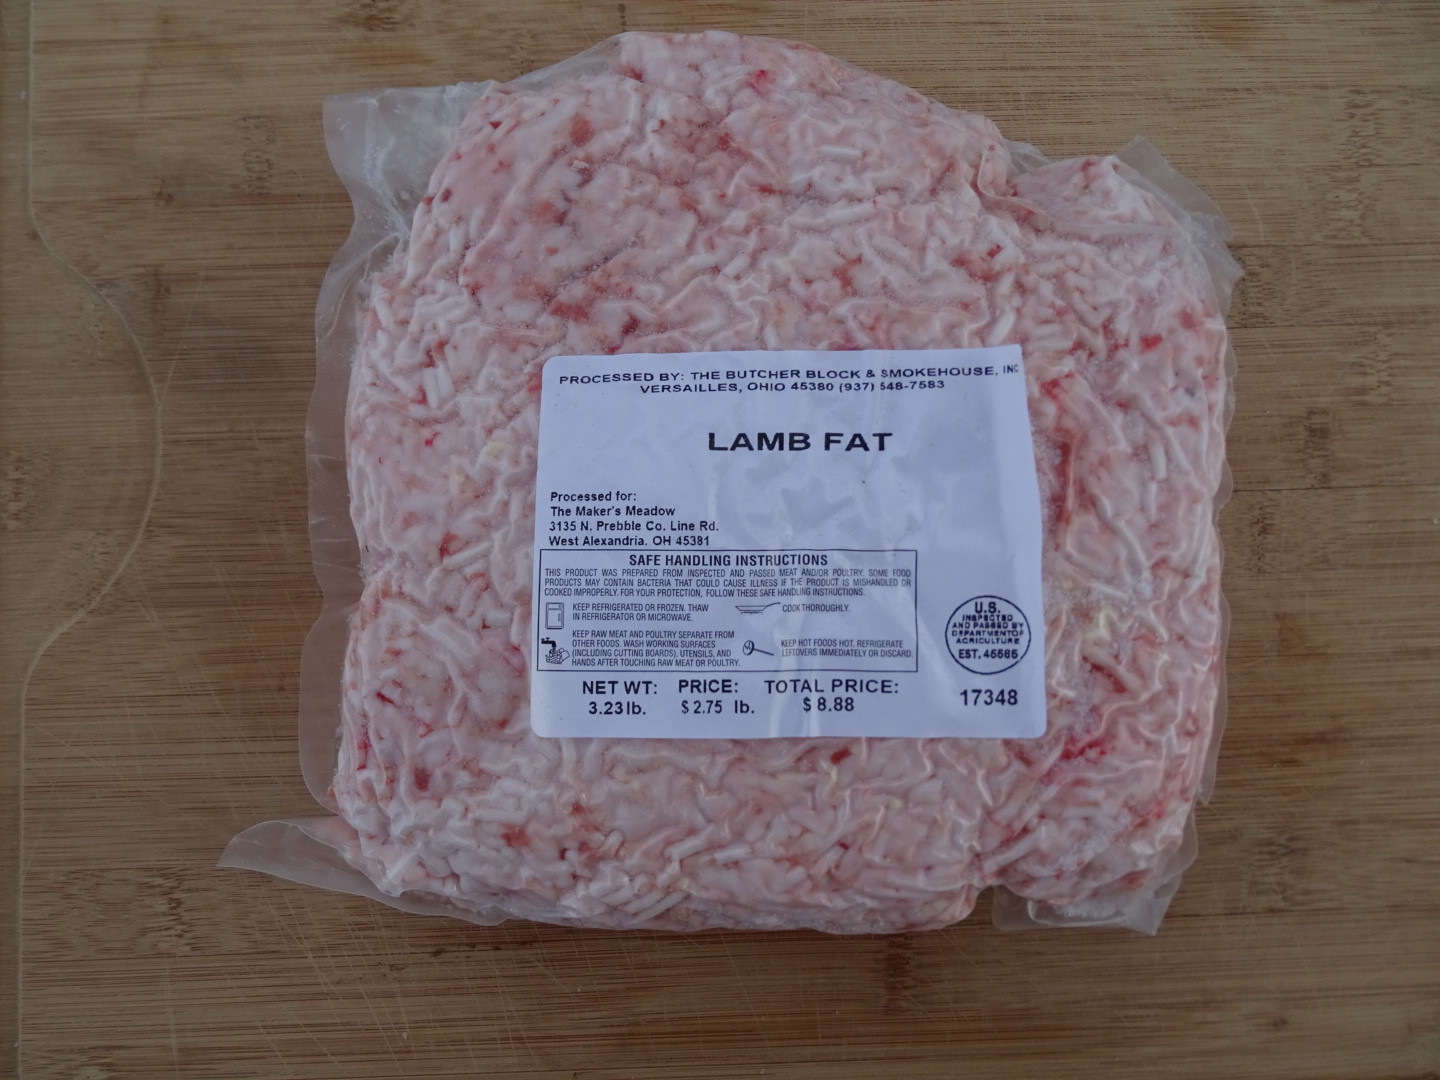 PROCESSED BY: THE BUTCHER BLOCK & SMOKEHOUSE, INC
VERSAILLES, OHIO 45380 (937) 548-7583
LAMB FAT
Processed for:
The Maker's Meadow
3135 N. Prebble Co. Line Rd.
West Alexandria, OH 45381
SAFE HANDLING INSTRUCTIONS
THIS PRODUCT WAS PREPARED FROM INSPECTED AND PASSED MEAT AND/OR POULTRY. SOME FOOD
PRODUCTS MAY CONTAIN BACTERIA THAT COULD CAUSE ILLNESS IF THE PRODUCT IS MISHANDLED OR
COOKED IMPROPERLY. FOR YOUR PROTECTION, FOLLOW THESE SAFE HANDLING INSTRUCTIONS.
KEEP REFRIGERATED OR FROZEN. THAW
IN REFRIGERATOR OR MICROWAVE.
COOK THOROUGHLY.
KEEP RAW MEAT AND POULTRY SEPARATE FROM
OTHER FOODS. WASH WORKING SURFACES
(INCLUDING CUTTING BOARDS), UTENSILS, AND
HANDS AFTER TOUCHING RAW MEAT OR POULTRY.
KEEP HOT FOODS HOT. REFRIGERATE
LEFTOVERS IMMEDIATELY OR DISCARD.
U.S.
INSPECTED
AND PASSED BY
DEPARTMENT OF
AGRICULTURE
EST. 46585
NET WT: PRICE: TOTAL PRICE:
3.23 lb. $ 2.75 lb. $ 8.88
17348